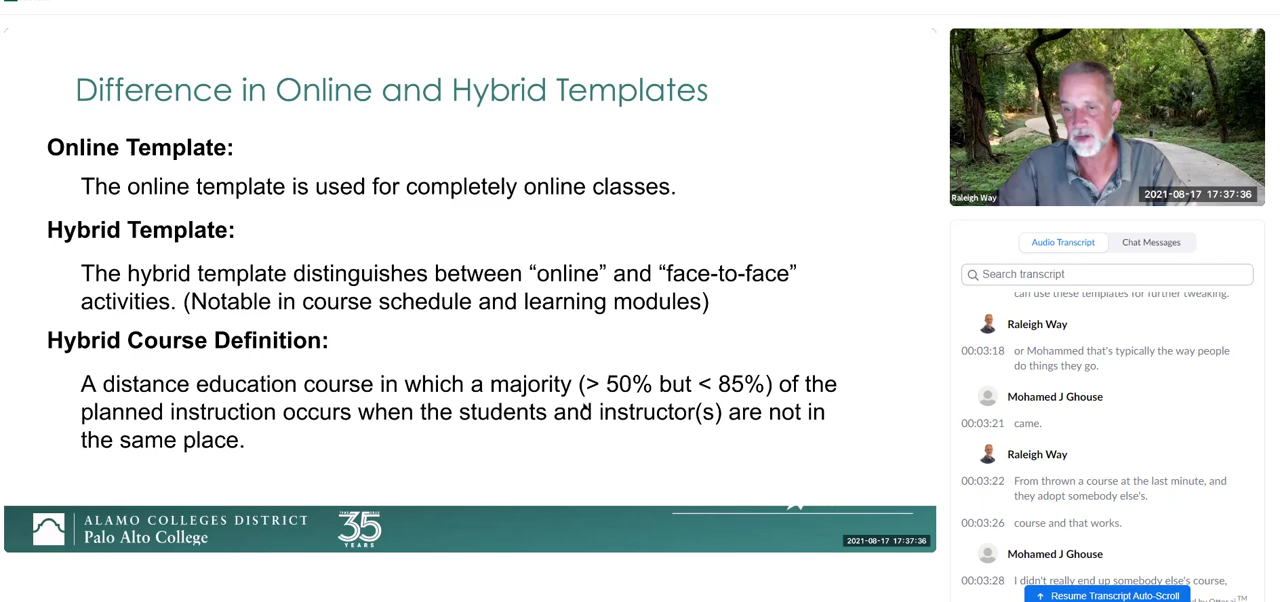 Difference in Online and Hybrid Templates
Online Template:
The online template is used for completely online classes.
Hybrid Template:
The hybrid template distinguishes between “online” and “face-to-face”
activities. (Notable in course schedule and learning modules)
Hybrid Course Definition:
A distance education course in which a majority (> 50% but < 85%) of the
planned instruction occurs when the students and instructor(s) are not in
the same place.
ALAMO COLLEGES DISTRICT
Palo Alto College
35
YEARS
2021-08-17 17:37:36
2021-08-17 17:37:36
Raleigh Way
Audio Transcript Chat Messages
Search transcript
can use these templates for further tweaking.
Raleigh Way
00:03:18 or Mohammed that's typically the way people
do things they go.
Mohamed J Ghouse
00:03:21 came.
Raleigh Way
00:03:22 From thrown a course at the last minute, and
they adopt somebody else's.
00:03:26 course and that works.
Mohamed J Ghouse
00:03:28 I didn't really end up somebody else's course,
Resume Transcript Auto-Scroll